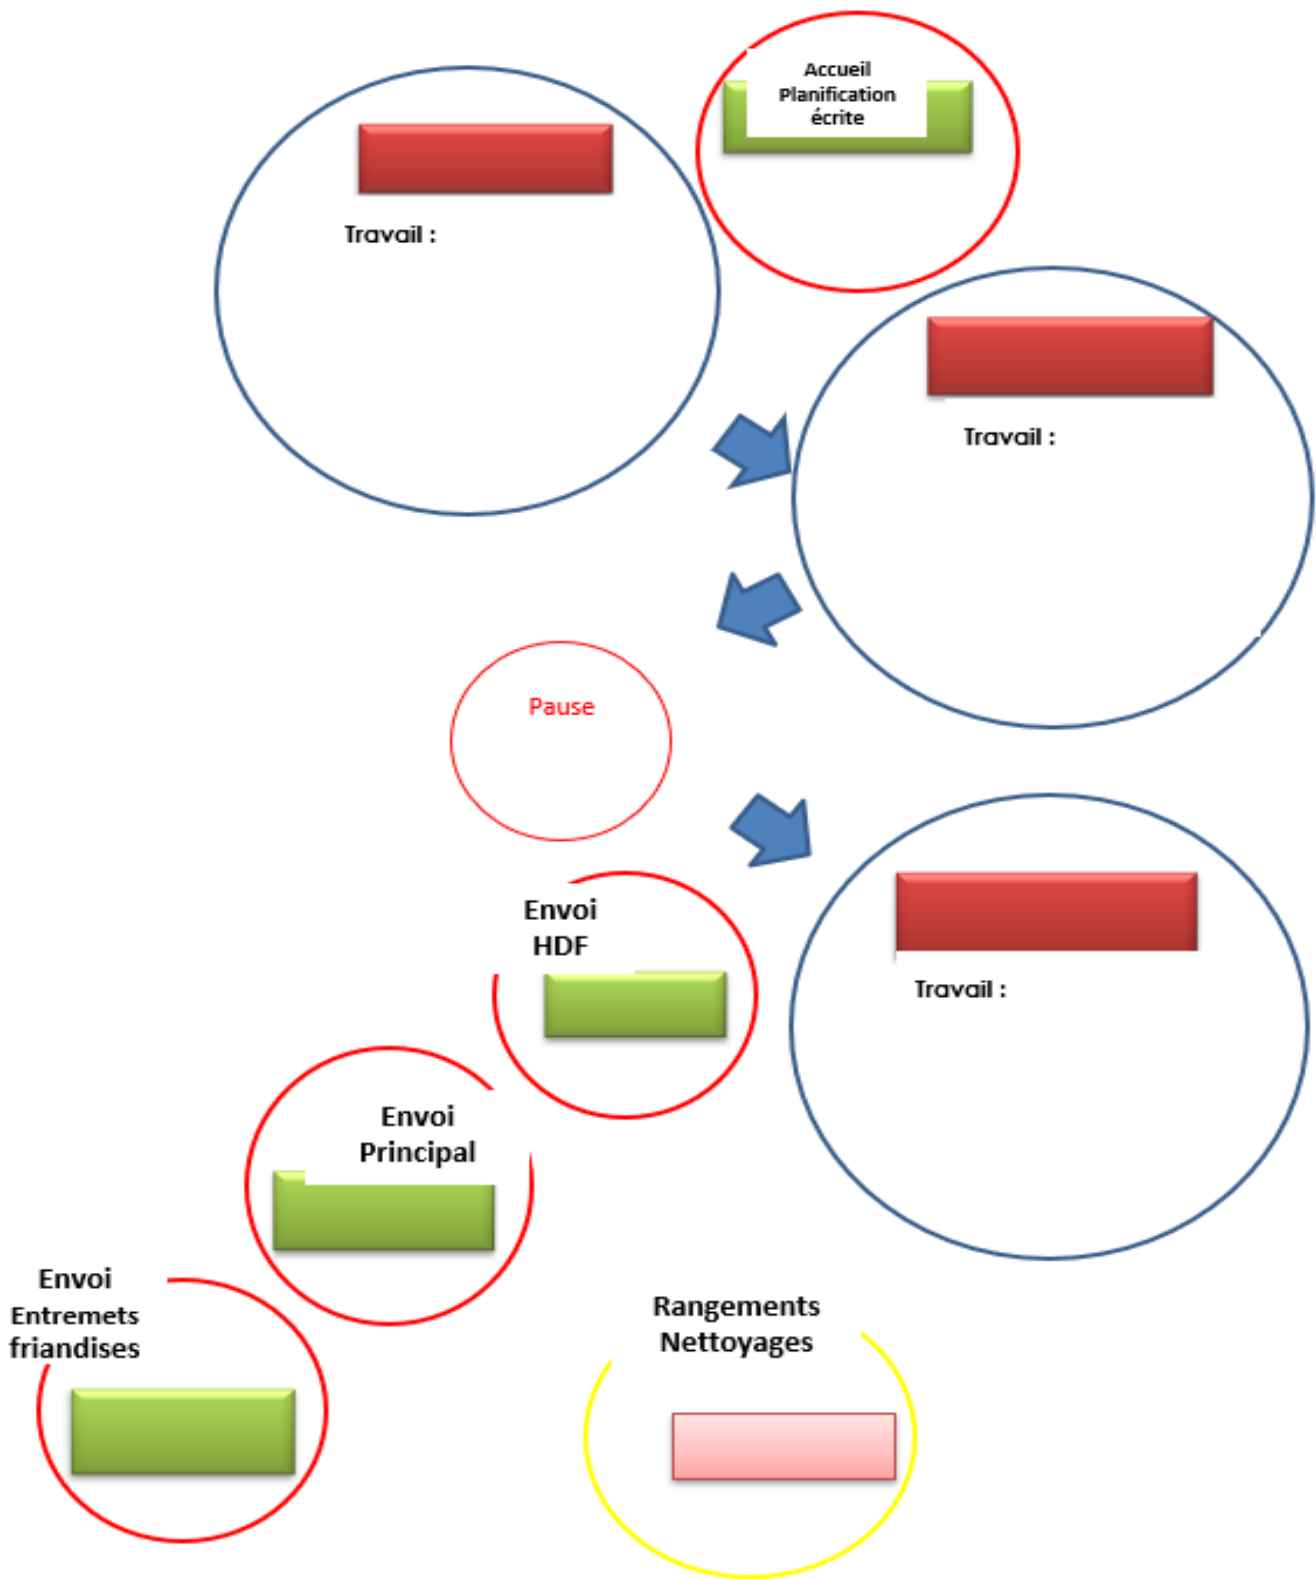 Accueil
Planification
écrite
Travail :
Travail :
Pause
Envoi
HDF
Travail :
Envoi
Principal
Envoi
Entremets
friandises
Rangements
Nettoyages